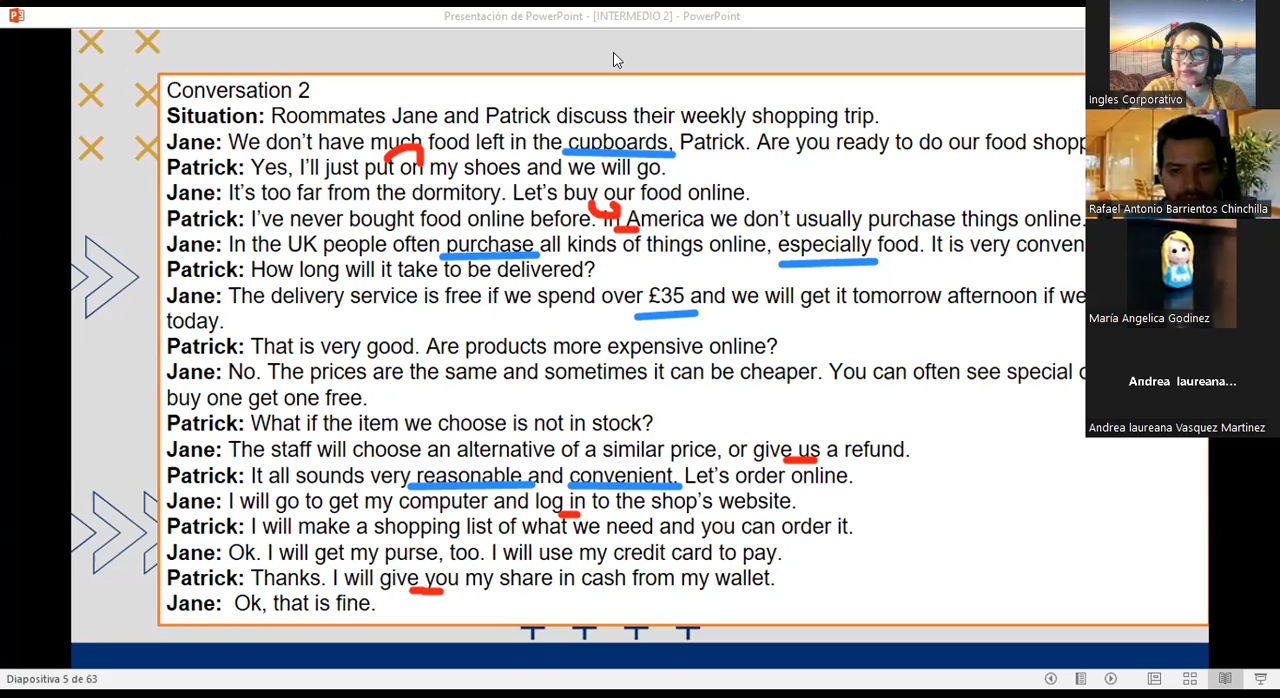 Presentación de PowerPoint - [INTERMEDIO 2] - PowerPoint
Conversation 2
Situation: Roommates Jane and Patrick discuss their weekly shopping trip.
Jane: We don't have much food left in the cupboards, Patrick. Are you ready to do our food shopp
Patrick: Yes, I'll just put on my shoes and we will go.
Jane: It's too far from the dormitory. Let's buy our food online.
Patrick: I've never bought food online before. In America we don't usually purchase things online.
Jane: In the UK people often purchase all kinds of things online, especially food. It is very conven
Patrick: How long will it take to be delivered?
Jane: The delivery service is free if we spend over £35 and we will get it tomorrow afternoon if we
today.
Patrick: That is very good. Are products more expensive online?
Jane: No. The prices are the same and sometimes it can be cheaper. You can often see special o
buy one get one free.
Patrick: What if the item we choose is not in stock?
Jane: The staff will choose an alternative of a similar price, or give us a refund.
Patrick: It all sounds very reasonable and convenient. Let's order online.
Jane: I will go to get my computer and log in to the shop's website.
Patrick: I will make a shopping list of what we need and you can order it.
Jane: Ok. I will get my purse, too. I will use my credit card to pay.
Patrick: Thanks. I will give you my share in cash from my wallet.
Jane: Ok, that is fine.
Ingles Corporativo
Rafael Antonio Barrientos Chinchilla
María Angelica Godinez
Andrea laureana...
Andrea laureana Vasquez Martinez
Diapositiva 5 de 63